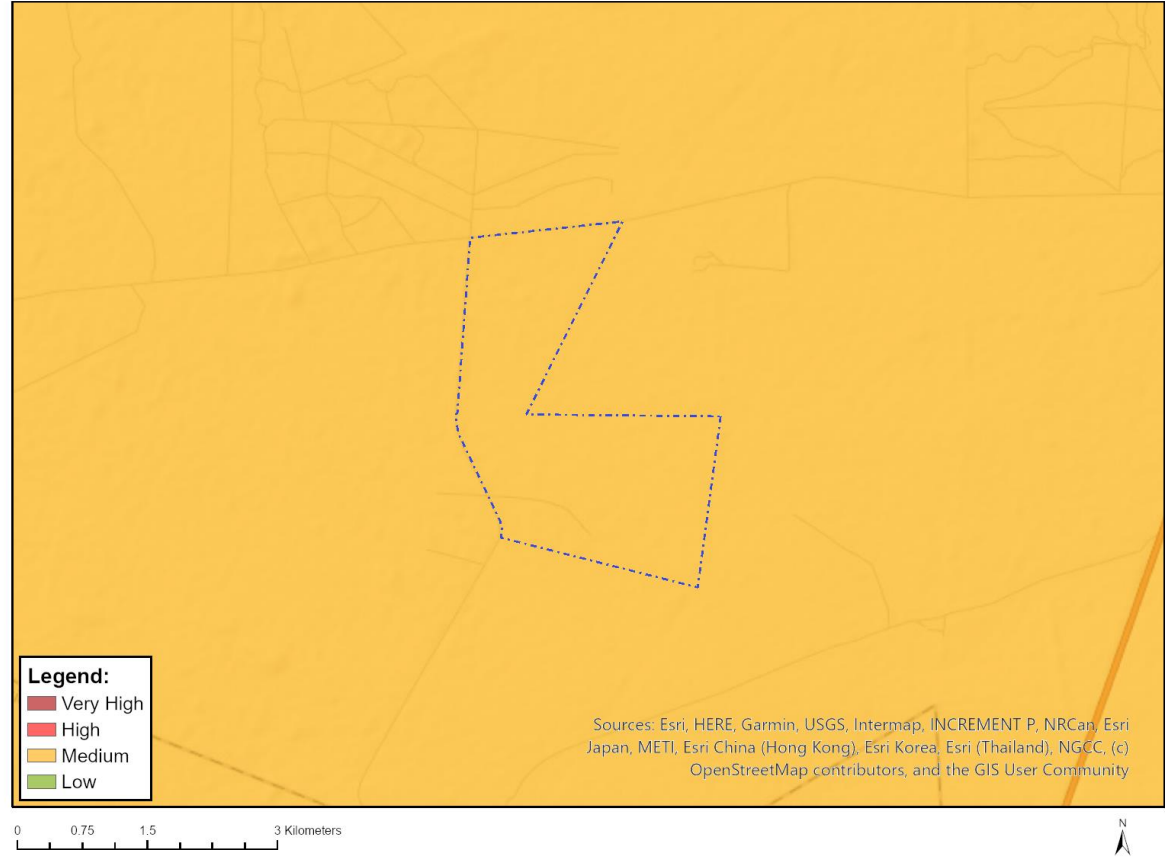 Legend:
Very High
High
Medium
Low
Sources: Esri, HERE, Garmin, USGS, Intermap, INCREMENT P, NRCan, Esri
Japan, METI, Esri China (Hong Kong), Esri Korea, Esri (Thailand), NGCC, (c)
OpenStreetMap contributors, and the GIS User Community
0 0.75 1.5 3 Kilometers
N